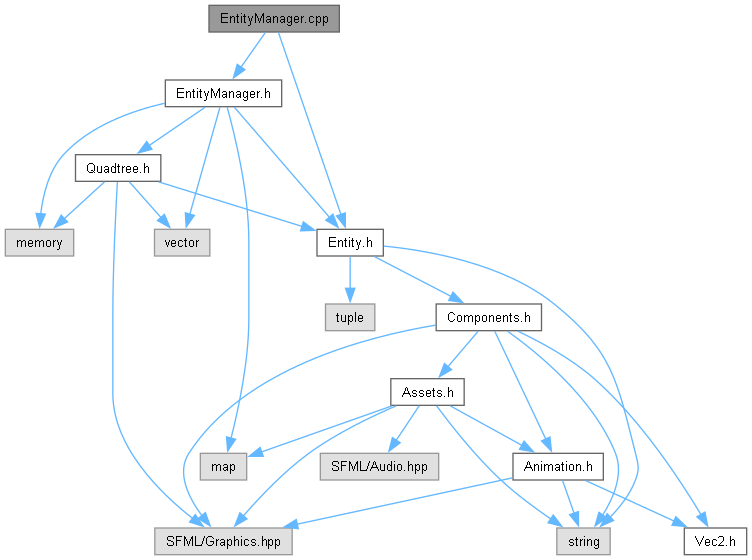 EntityManager.cpp
EntityManager.h
Quadtree.h
memory
vector
Entity.h
tuple
Components.h
Assets.h
map
SFML/Audio.hpp
Animation.h
SFML/Graphics.hpp
string
Vec2.h